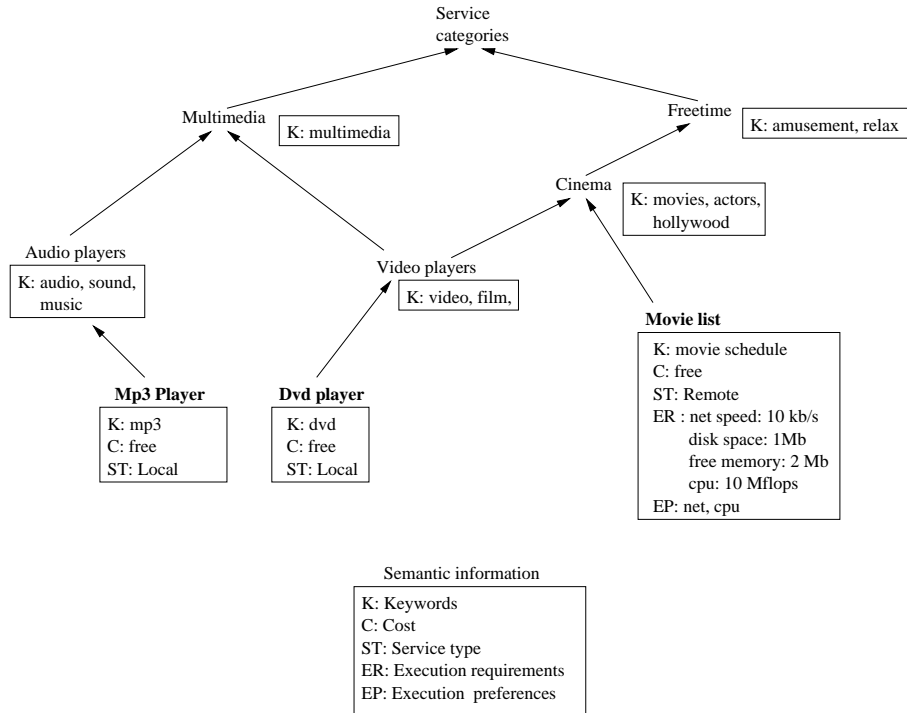 Service
categories
Multimedia
K: multimedia
Freetime
K: amusement, relax
Cinema
K: movies, actors,
hollywood
Audio players
K: audio, sound,
music
Video players
K: video, film,
Movie list
K: movie schedule
C: free
ST: Remote
ER : net speed: 10 kb/s
disk space: 1Mb
free memory: 2 Mb
cpu: 10 Mflops
EP: net, cpu
Mp3 Player
K: mp3
C: free
ST: Local
Dvd player
K: dvd
C: free
ST: Local
Semantic information
K: Keywords
C: Cost
ST: Service type
ER: Execution requirements
EP: Execution preferences